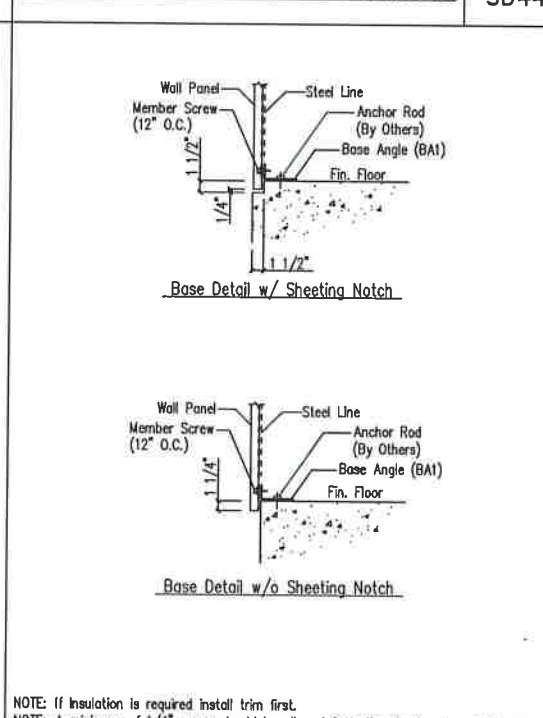 Wall Panel
Steel Line
Member Screw
(12" O.C.)
Anchor Rod
(By Others)
Base Angle (BA1)
Fin. Floor
1 1/2"
1/4"
1 1/2"
Base Detail w/ Sheeting Notch
Wall Panel
Steel Line
Member Screw
(12" O.C.)
Anchor Rod
(By Others)
Base Angle (BA1)
Fin. Floor
1 1/4"
Base Detail w/o Sheeting Notch
NOTE: If Insulation is required install trim first.